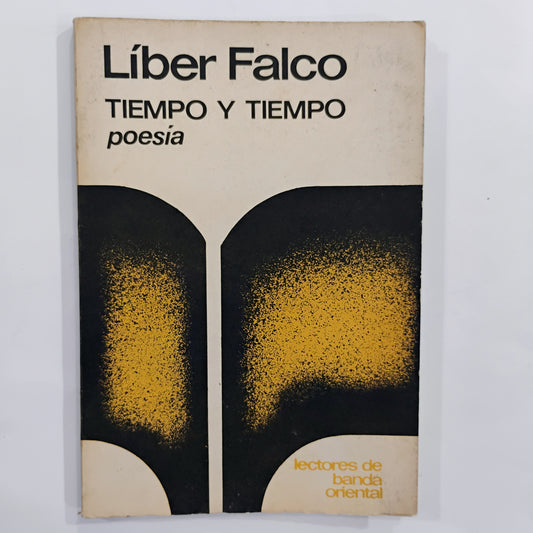 Líber Falco
TIEMPO Y TIEMPO
poesía
lectores de
banda
oriental